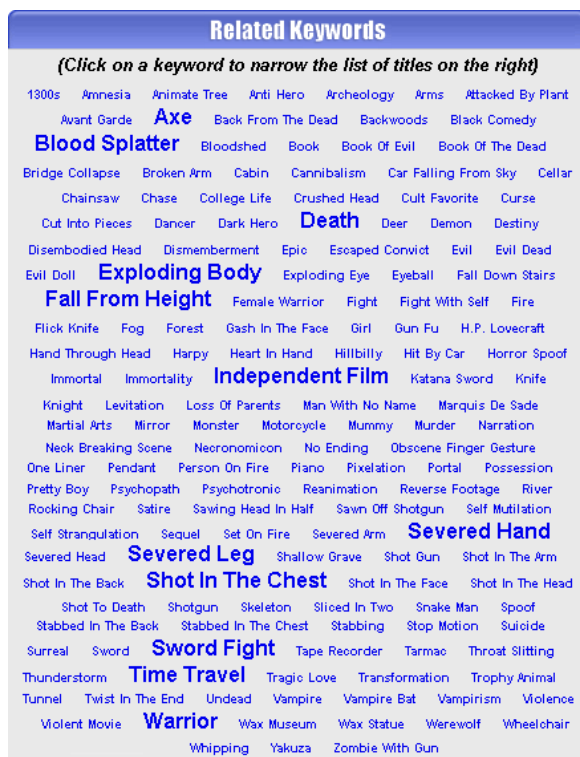 Related Keywords
(Click on a keyword to narrow the list of titles on the right)
1300s Amnesia Animate Tree Anti Hero Archeology Arms Attacked By Plant
Avant Garde Axe Back From The Dead Backwoods Black Comedy
Blood Splatter Bloodshed Book Book Of Evil Book Of The Dead
Bridge Collapse Broken Arm Cabin Cannibalism Car Falling From Sky Cellar
Chainsaw Chase College Life Crushed Head Cult Favorite Curse
Cut Into Pieces Dancer Dark Hero Death Deer Demon Destiny
Disembodied Head Dismemberment Epic Escaped Convict Evil Evil Dead
Evil Doll Exploding Body Exploding Eye Eyeball Fall Down Stairs
Fall From Height Female Warrior Fight Fight With Self Fire
Flick Knife Fog Forest Gash In The Face Girl Gun Fu H.P. Lovecraft
Hand Through Head Harpy Heart In Hand Hillbilly Hit By Car Horror Spoof
Immortal Immortality Independent Film Katana Sword Knife
Knight Levitation Loss Of Parents Man With No Name Marquis De Sade
Martial Arts Mirror Monster Motorcycle Mummy Murder Narration
Neck Breaking Scene Necronomicon No Ending Obscene Finger Gesture
One Liner Pendant Person On Fire Piano Pixelation Portal Possession
Pretty Boy Psychopath Psychotronic Reanimation Reverse Footage River
Rocking Chair Satire Sawing Head In Half Sawn Off Shotgun Self Mutilation
Self Strangulation Sequel Set On Fire Severed Arm Severed Hand
Severed Head Severed Leg Shallow Grave Shot Gun Shot In The Arm
Shot In The Back Shot In The Chest Shot In The Face Shot In The Head
Shot To Death Shotgun Skeleton Sliced In Two Snake Man Spoof
Stabbed In The Back Stabbed In The Chest Stabbing Stop Motion Suicide
Surreal Sword Sword Fight Tape Recorder Tarmac Throat Slitting
Thunderstorm Time Travel Tragic Love Transformation Trophy Animal
Tunnel Twist In The End Undead Vampire Vampire Bat Vampirism Violence
Violent Movie Warrior Wax Museum Wax Statue Werewolf Wheelchair
Whipping Yakuza Zombie With Gun